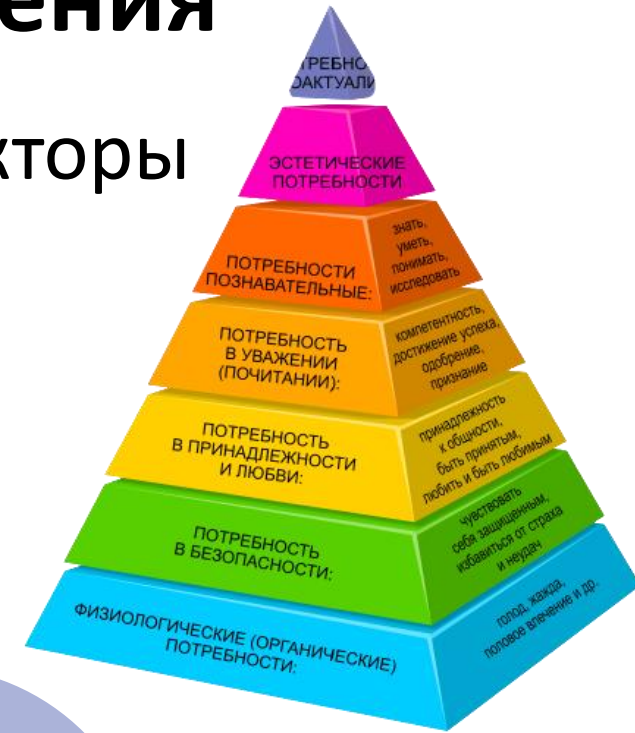 ения
кторы
ТРЕБНО
ОАКТУАЛИ
ЭСТЕТИЧЕСКИЕ
ПОТРЕБНОСТИ
ПОТРЕБНОСТИ
ПОЗНАВАТЕЛЬНЫЕ:
знать,
уметь,
понимать,
исследовать
ПОТРЕБНОСТЬ
В УВАЖЕНИИ
(ПОЧИТАНИИ):
компетентность,
достижение успеха,
одобрение,
признание
ПОТРЕБНОСТЬ
В ПРИНАДЛЕЖНОСТИ
И ЛЮБВИ:
принадлежность
к общности,
быть принятым,
любить и быть любимым
ПОТРЕБНОСТЬ
В БЕЗОПАСНОСТИ:
чувствовать
себя защищенным,
избавиться от страха
и неудач
ФИЗИОЛОГИЧЕСКИЕ (ОРГАНИЧЕСКИЕ)
ПОТРЕБНОСТИ:
голод, жажда,
половое влечение и др.